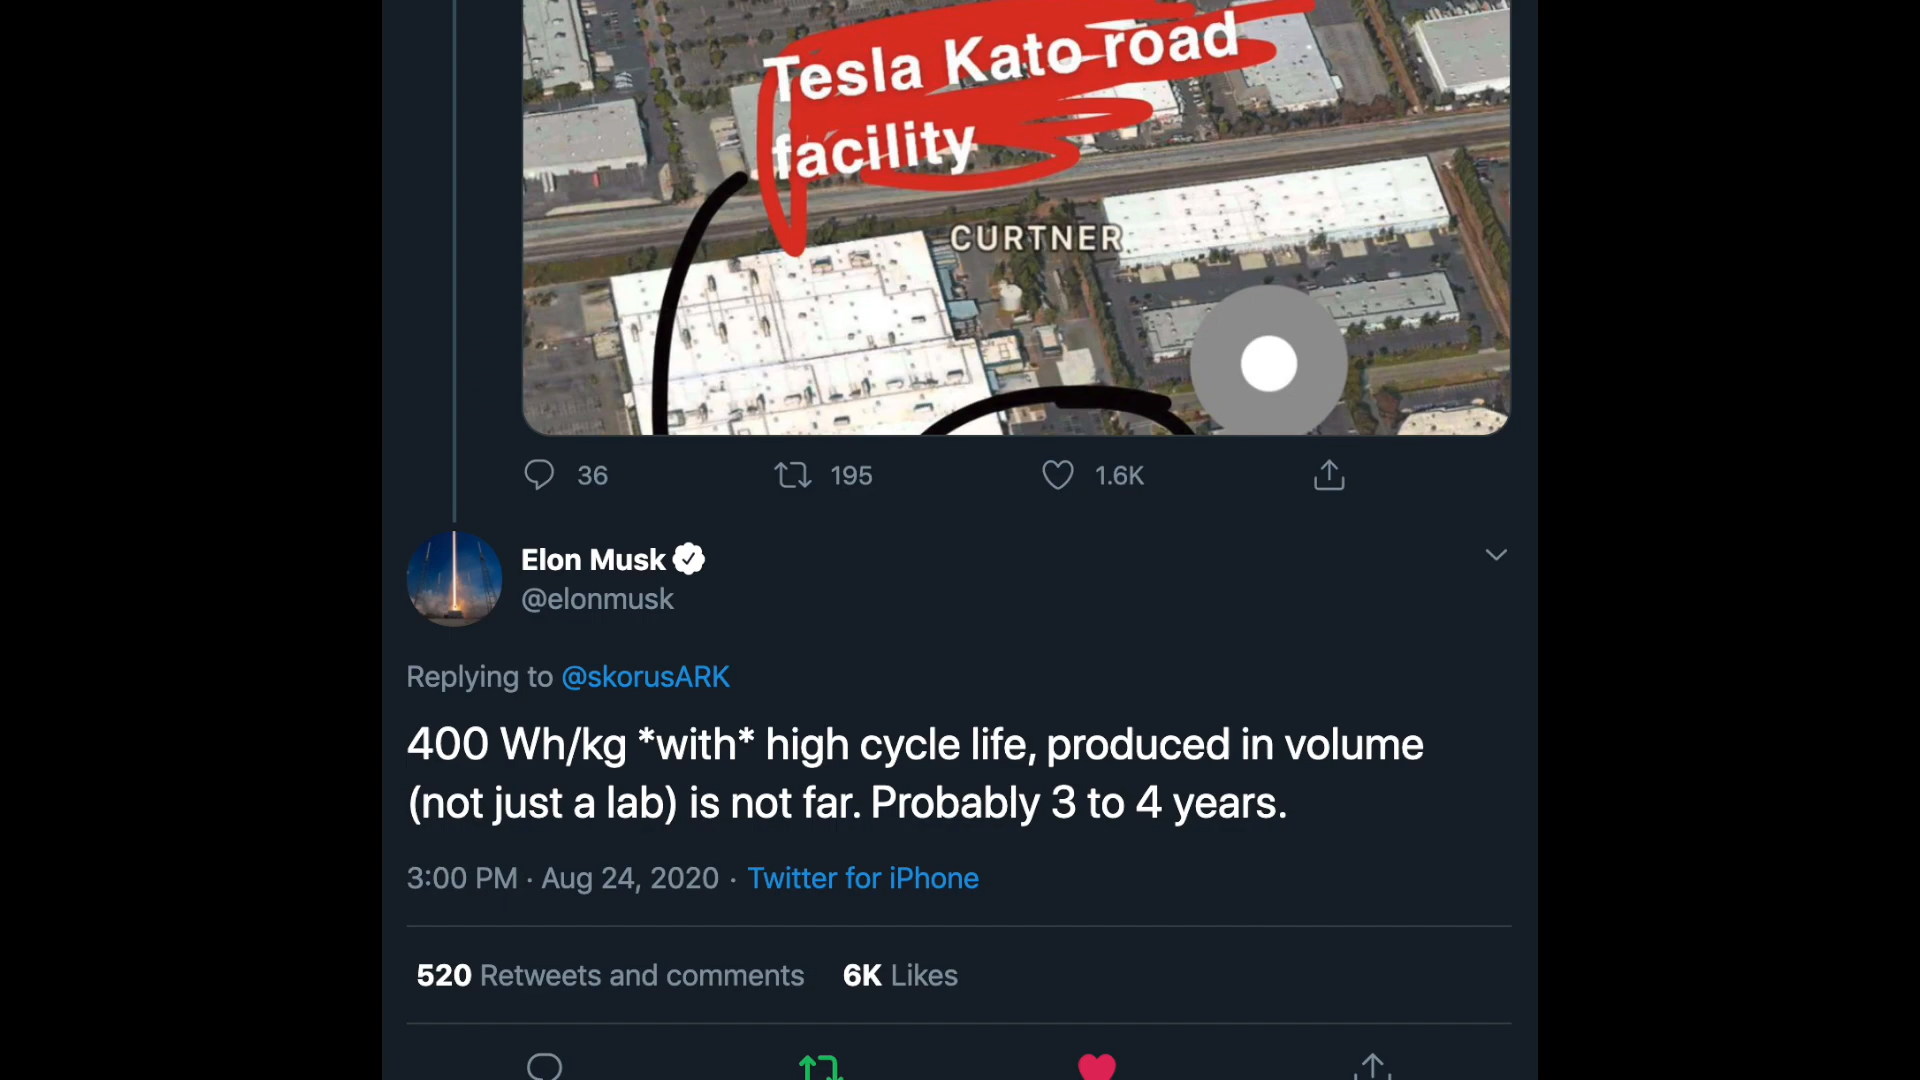 Tesla Kato road
facility
CURTNER
36 195 1.6K
Elon Musk
@elonmusk
Replying to @skorusARK
400 Wh/kg *with* high cycle life, produced in volume
(not just a lab) is not far. Probably 3 to 4 years.
3:00 PM · Aug 24, 2020 · Twitter for iPhone
520 Retweets and comments 6K Likes